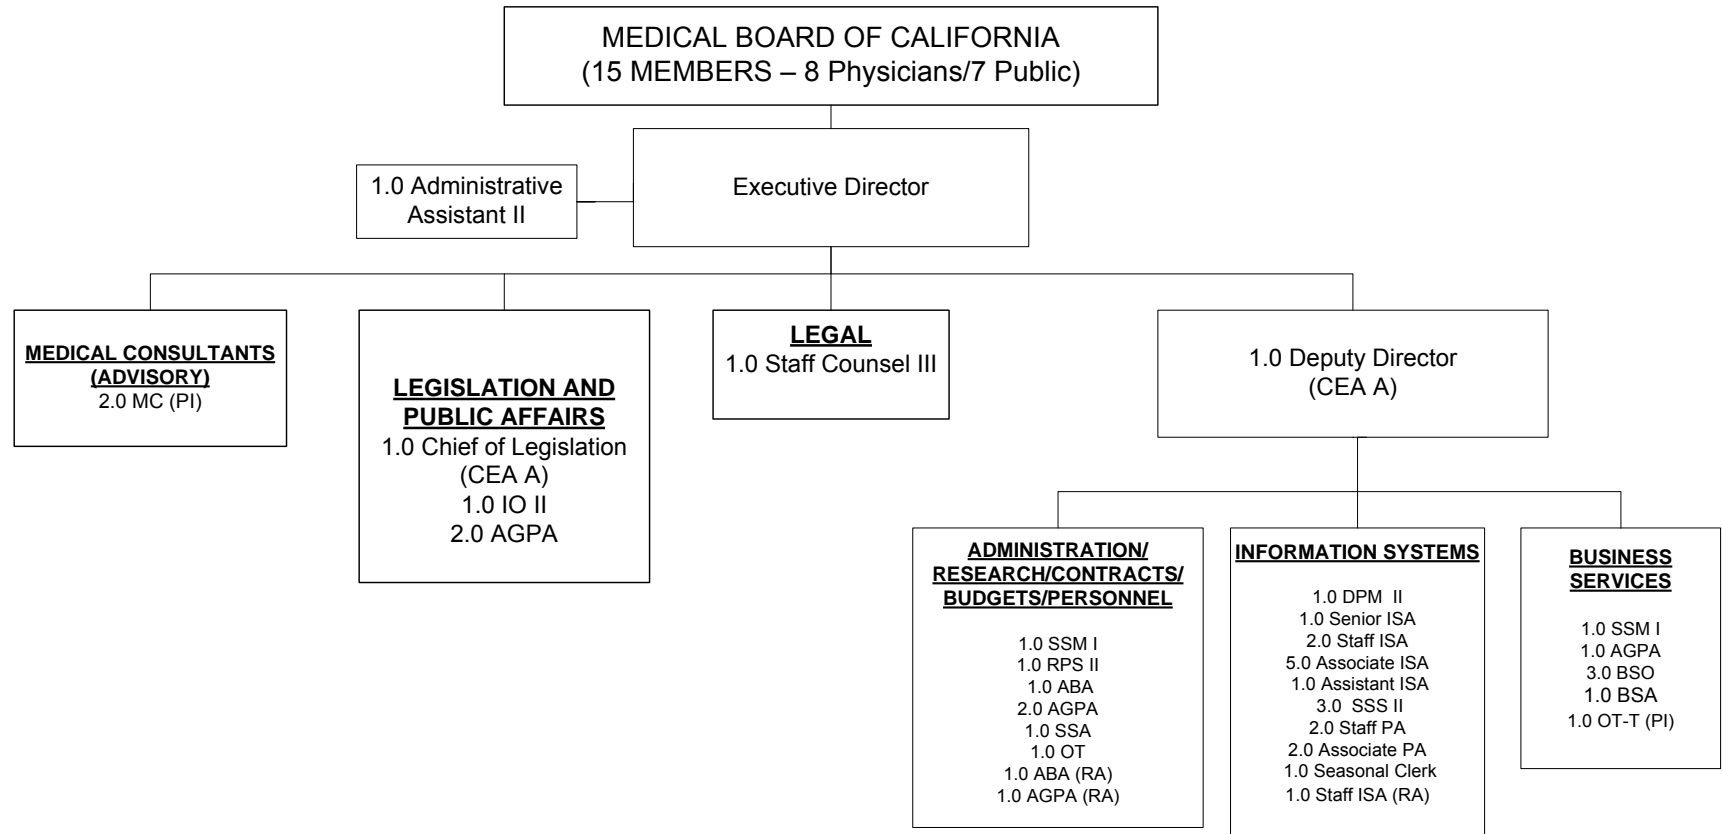 MEDICAL BOARD OF CALIFORNIA
(15 MEMBERS – 8 Physicians/7 Public)
1.0 Administrative
Assistant II
Executive Director
MEDICAL CONSULTANTS
(ADVISORY)
2.0 MC (PI)
LEGISLATION AND
PUBLIC AFFAIRS
1.0 Chief of Legislation
(CEA A)
1.0 IO II
2.0 AGPA
LEGAL
1.0 Staff Counsel III
1.0 Deputy Director
(CEA A)
ADMINISTRATION/
RESEARCH/CONTRACTS/
BUDGETS/PERSONNEL
1.0 SSM I
1.0 RPS II
1.0 ABA
2.0 AGPA
1.0 SSA
1.0 OT
1.0 ABA (RA)
1.0 AGPA (RA)
INFORMATION SYSTEMS
1.0 DPM II
1.0 Senior ISA
2.0 Staff ISA
5.0 Associate ISA
1.0 Assistant ISA
3.0 SSS II
2.0 Staff PA
2.0 Associate PA
1.0 Seasonal Clerk
1.0 Staff ISA (RA)
BUSINESS
SERVICES
1.0 SSM I
1.0 AGPA
3.0 BSO
1.0 BSA
1.0 OT-T (PI)